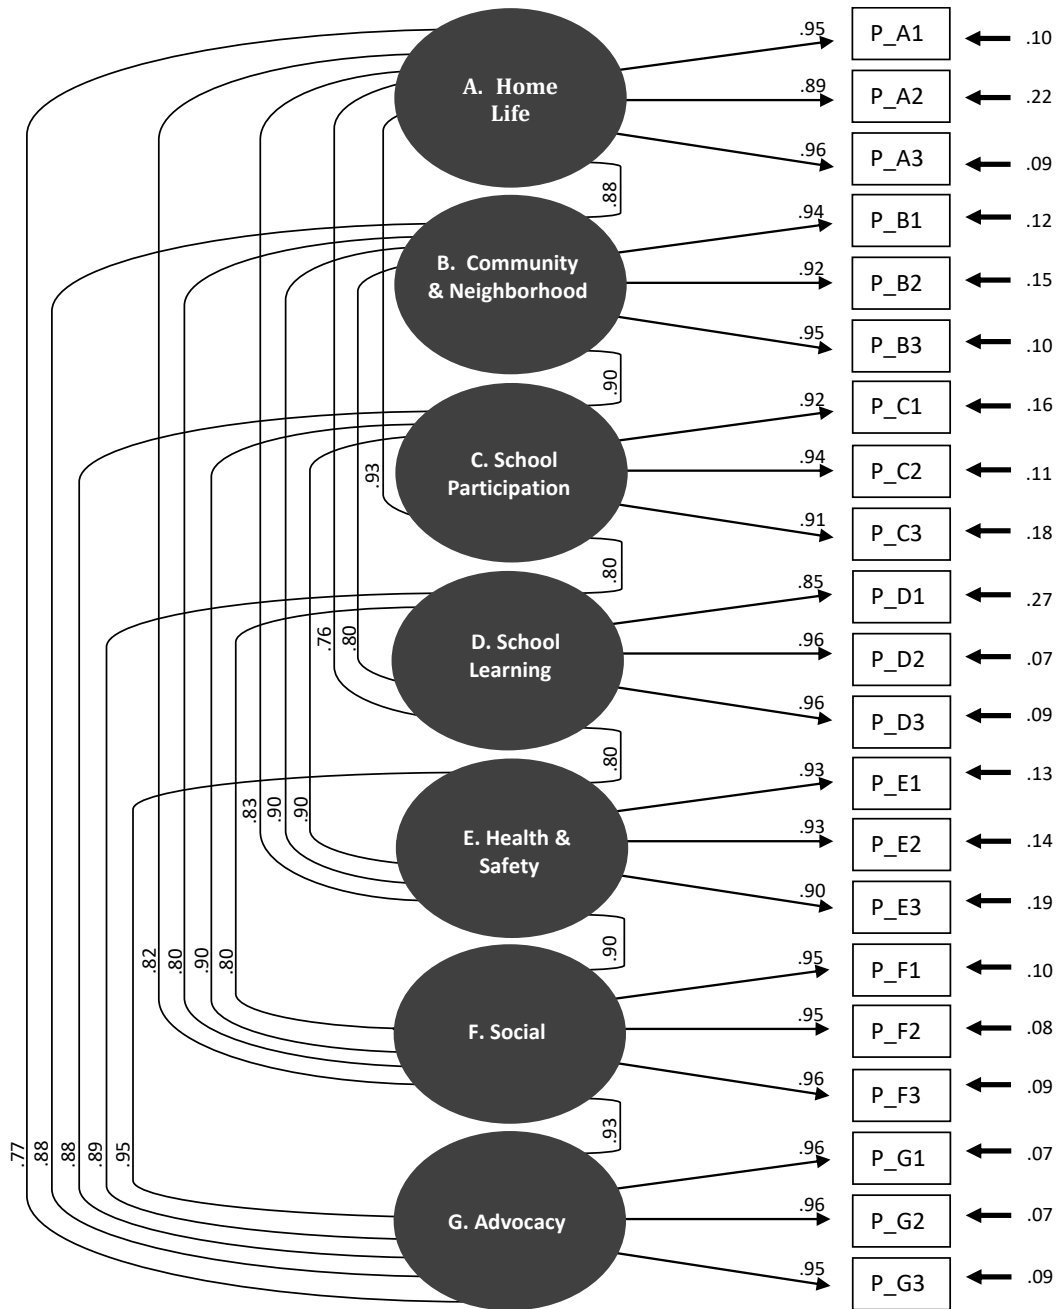 .95
P_A1
.10
A. Home
Life
.89
P_A2
.22
.96
P_A3
.09
.88
.94
P_B1
.12
B. Community
& Neighborhood
.92
P_B2
.15
.95
P_B3
.10
.90
.92
P_C1
.16
C. School
Participation
.93
.94
P_C2
.11
.91
P_C3
.18
.80
.85
P_D1
.27
D. School
Learning
.76
.80
.96
P_D2
.07
.96
P_D3
.09
.80
.93
P_E1
.13
.83
.90
.90
E. Health &
Safety
.93
P_E2
.14
.90
P_E3
.19
.90
.82
.80
.90
.80
.95
P_F1
.10
F. Social
.95
P_F2
.08
.96
P_F3
.09
.93
.77
.88
.88
.89
.95
.96
P_G1
.07
G. Advocacy
.96
P_G2
.07
.95
P_G3
.09